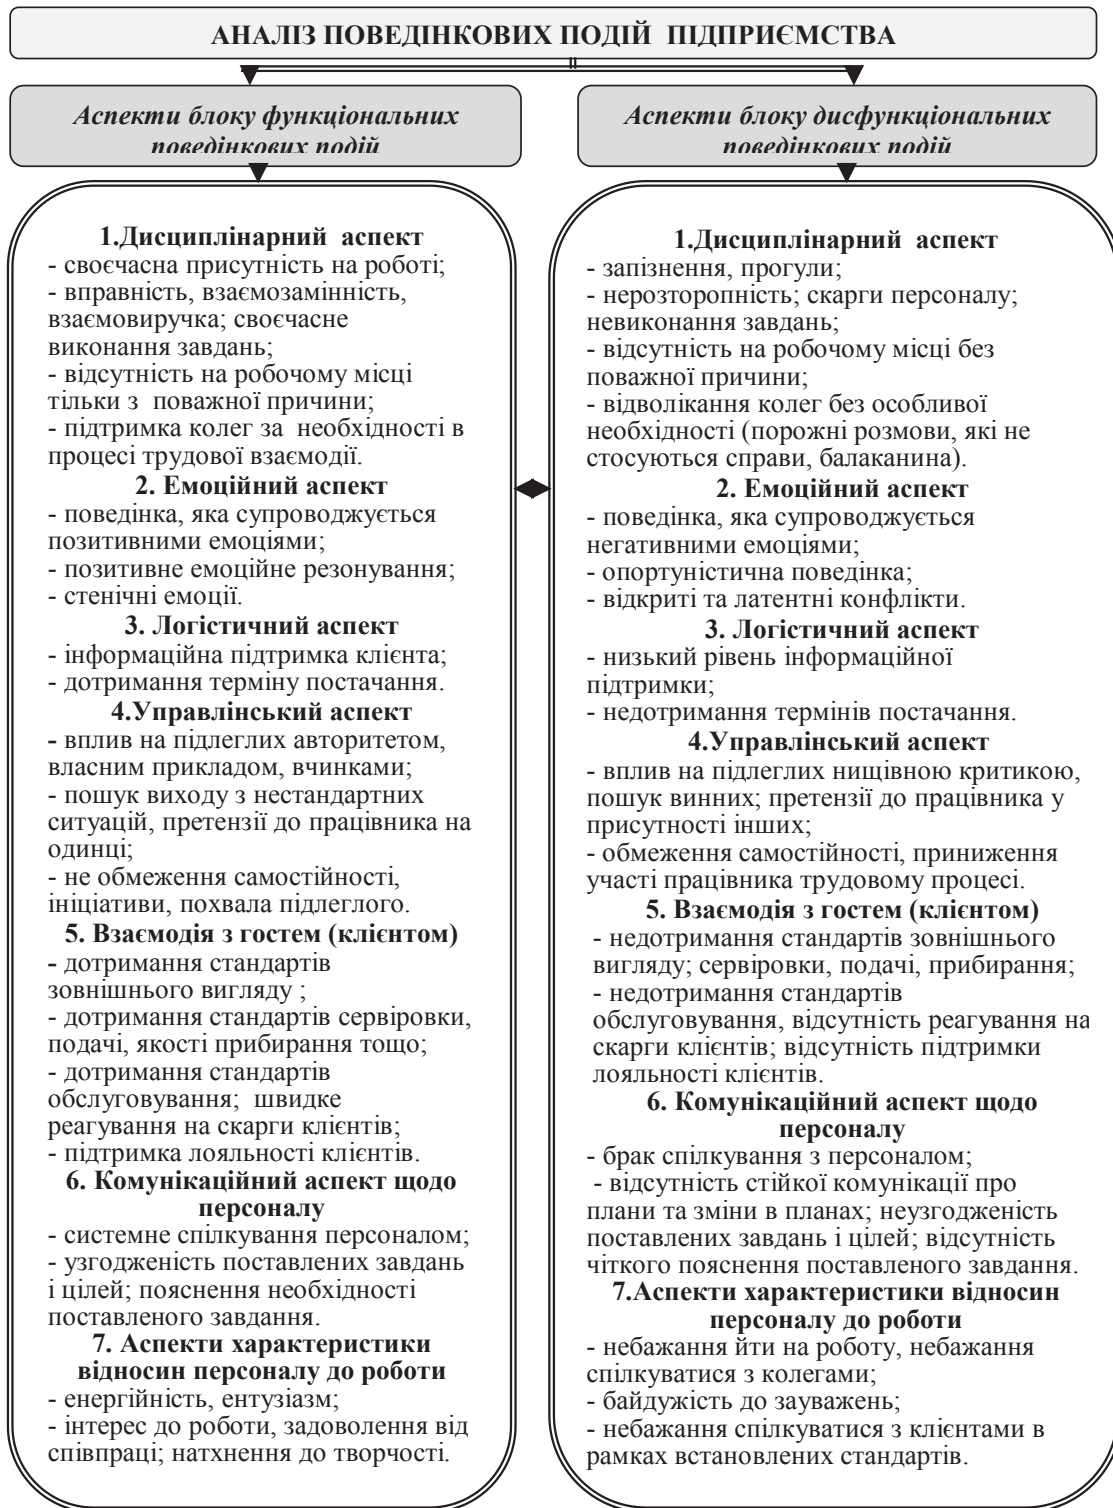 АНАЛІЗ ПОВЕДІНКОВИХ ПОДІЙ ПІДПРИЄМСТВА
Аспекти блоку функціональних
поведінкових подій
1.Дисциплінарний аспект
- своєчасна присутність на роботі;
- вправність, взаємозамінність,
взаємовиручка; своєчасне
виконання завдань;
- відсутність на робочому місці
тільки з поважної причини;
- підтримка колег за необхідності в
процесі трудової взаємодії.
2. Емоційний аспект
- поведінка, яка супроводжується
позитивними емоціями;
- позитивне емоційне резонування;
- стенічні емоції.
3. Логістичний аспект
- інформаційна підтримка клієнта;
- дотримання терміну постачання.
4.Управлінський аспект
- вплив на підлеглих авторитетом,
власним прикладом, вчинками;
- пошук виходу з нестандартних
ситуацій, претензії до працівника на
одинці;
- не обмеження самостійності,
ініціативи, похвала підлеглого.
5. Взаємодія з гостем (клієнтом)
- дотримання стандартів
зовнішнього вигляду ;
- дотримання стандартів сервіровки,
подачі, якості прибирання тощо;
- дотримання стандартів
обслуговування; швидке
реагування на скарги клієнтів;
- підтримка лояльності клієнтів.
6. Комунікаційний аспект щодо
персоналу
- системне спілкування персоналом;
- узгодженість поставлених завдань
і цілей; пояснення необхідності
поставленого завдання.
7. Аспекти характеристики
відносин персоналу до роботи
- енергійність, ентузіазм;
- інтерес до роботи, задоволення від
співпраці; натхнення до творчості.
Аспекти блоку дисфункціональних
поведінкових подій
1.Дисциплінарний аспект
- запізнення, прогули;
- нерозторопність; скарги персоналу;
невиконання завдань;
- відсутність на робочому місці без
поважної причини;
- відволікання колег без особливої
необхідності (порожні розмови, які не
стосуються справи, балаканина).
2. Емоційний аспект
- поведінка, яка супроводжується
негативними емоціями;
- опортуністична поведінка;
- відкриті та латентні конфлікти.
3. Логістичний аспект
- низький рівень інформаційної
підтримки;
- недотримання термінів постачання.
4.Управлінський аспект
- вплив на підлеглих нищівною критикою,
пошук винних; претензії до працівника у
присутності інших;
- обмеження самостійності, приниження
участі працівника трудовому процесі.
5. Взаємодія з гостем (клієнтом)
- недотримання стандартів зовнішнього
вигляду; сервіровки, подачі, прибирання;
- недотримання стандартів
обслуговування, відсутність реагування на
скарги клієнтів; відсутність підтримки
лояльності клієнтів.
6. Комунікаційний аспект щодо
персоналу
- брак спілкування з персоналом;
- відсутність стійкої комунікації про
плани та зміни в планах; неузгодженість
поставлених завдань і цілей; відсутність
чіткого пояснення поставленого завдання.
7.Аспекти характеристики відносин
персоналу до роботи
- небажання йти на роботу, небажання
спілкуватися з колегами;
- байдужість до зауважень;
- небажання спілкуватися з клієнтами в
рамках встановлених стандартів.